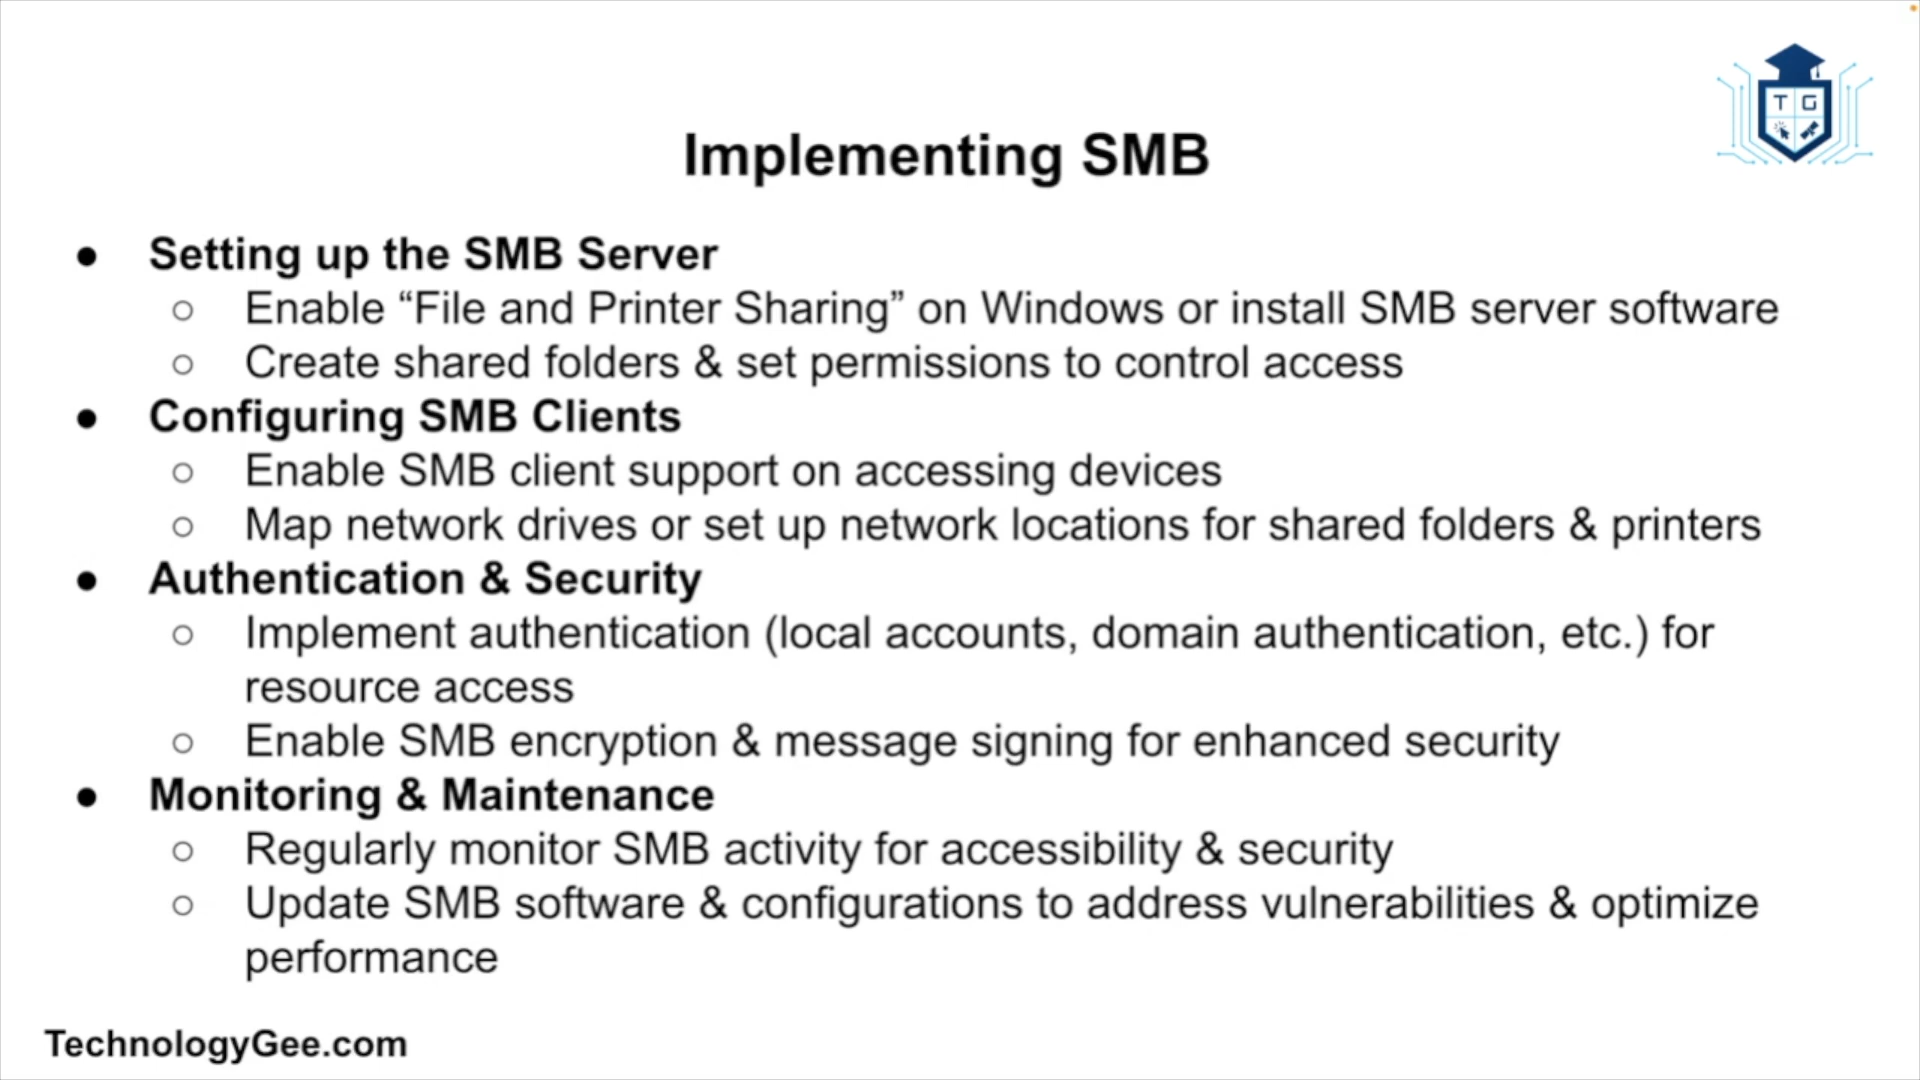 T G
Implementing SMB
● Setting up the SMB Server
○ Enable “File and Printer Sharing” on Windows or install SMB server software
○ Create shared folders & set permissions to control access
● Configuring SMB Clients
○ Enable SMB client support on accessing devices
○ Map network drives or set up network locations for shared folders & printers
● Authentication & Security
○ Implement authentication (local accounts, domain authentication, etc.) for
resource access
○ Enable SMB encryption & message signing for enhanced security
● Monitoring & Maintenance
○ Regularly monitor SMB activity for accessibility & security
○ Update SMB software & configurations to address vulnerabilities & optimize
performance
TechnologyGee.com